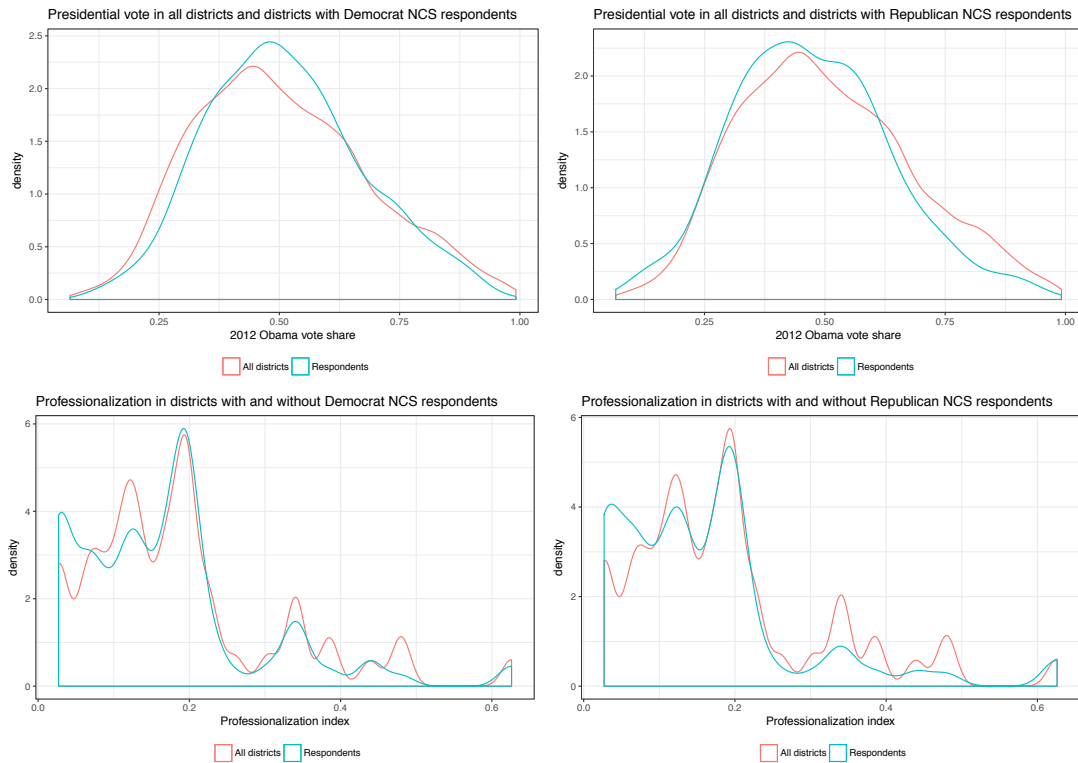 Presidential vote in all districts and districts with Democrat NCS respondents
2.5
2.0
1.5
1.0
0.5
0.0
density
0.25 0.50 0.75 1.00
2012 Obama vote share
All districts Respondents
Presidential vote in all districts and districts with Republican NCS respondents
2.5
2.0
1.5
1.0
0.5
0.0
density
0.25 0.50 0.75 1.00
2012 Obama vote share
All districts Respondents
Professionalization in districts with and without Democrat NCS respondents
6
4
2
0
density
0.0 0.2 0.4 0.6
Professionalization index
All districts Respondents
Professionalization in districts with and without Republican NCS respondents
6
4
2
0
density
0.0 0.2 0.4 0.6
Professionalization index
All districts Respondents